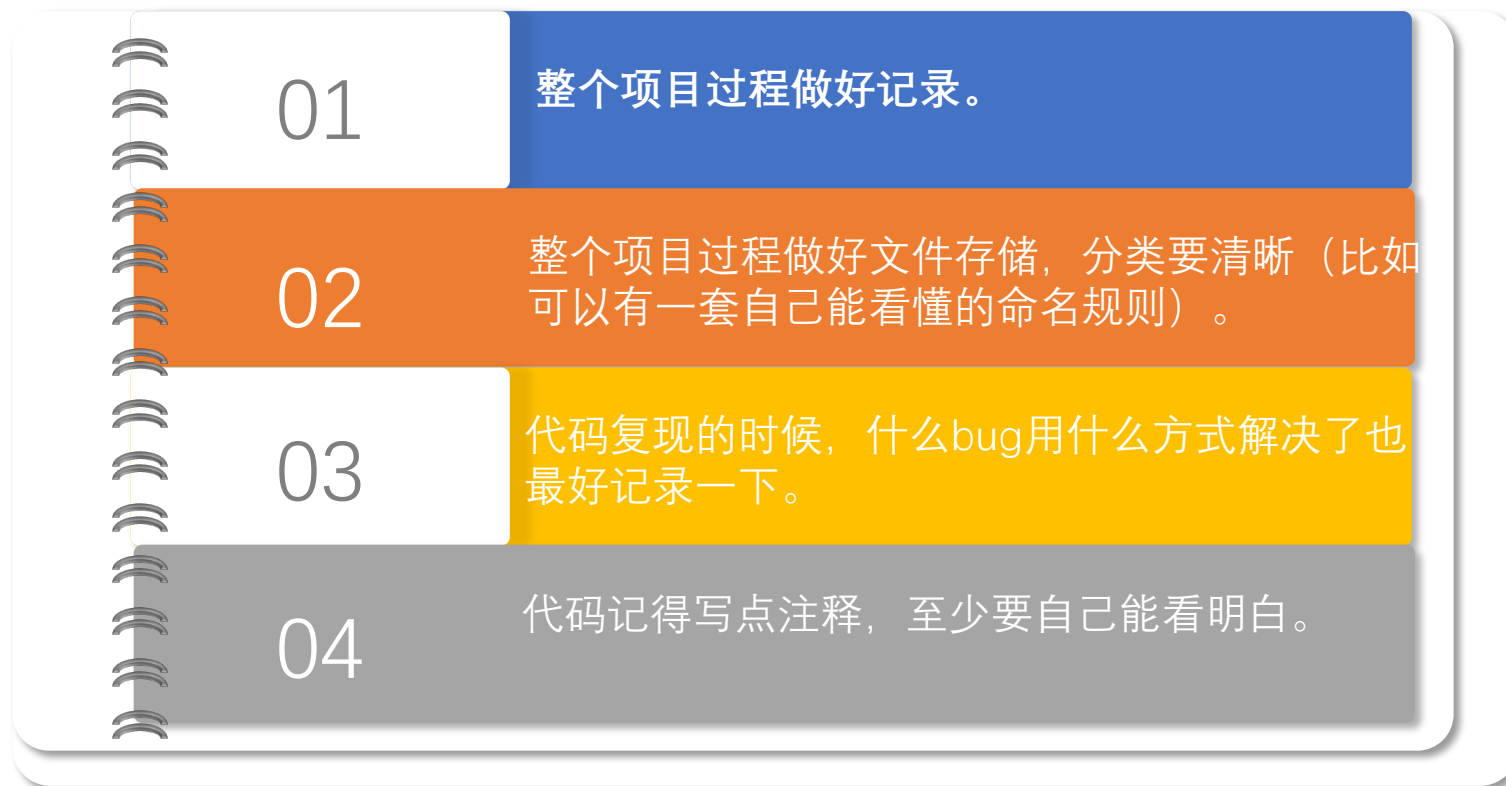 01
整个项目过程做好记录。
02
整个项目过程做好文件存储，分类要清晰（比如
可以有一套自己能看懂的命名规则）。
03
代码复现的时候，什么bug用什么方式解决了也
最好记录一下。
04
代码记得写点注释，至少要自己能看明白。